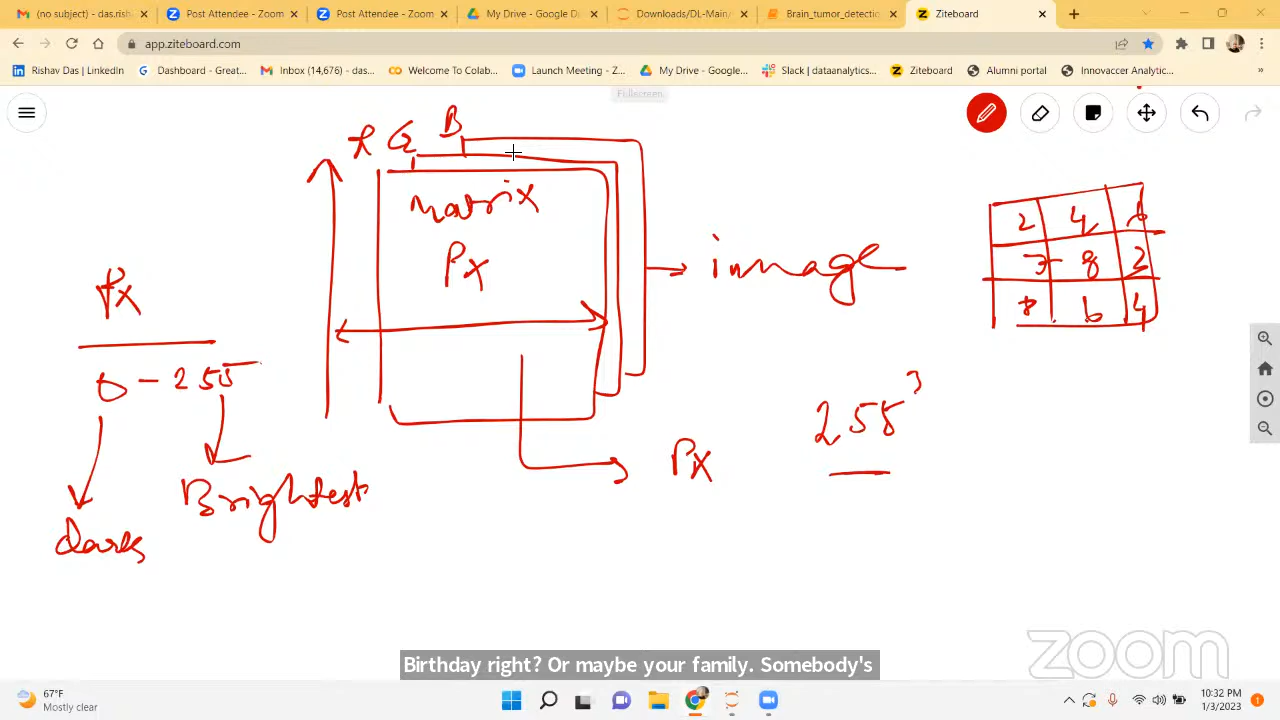 (no subject) - das.rish
Post Attendee - Zoom
Post Attendee - Zoom
My Drive - Google D
Downloads/DL-Main/
Brain_tumor_detectio
Ziteboard
app.ziteboard.com
Rishav Das | LinkedIn
Dashboard - Great...
Inbox (14,676) - das...
Welcome To Colab...
Launch Meeting - Z...
My Drive - Google...
Slack | dataanalytics...
Ziteboard
Alumni portal
Innovaccer Analytic...
Fullscreen
R G B
Matrix
Px
image
2 4 6
7 8 3
8 6 4
Px
0 - 255
255³
Px
Brightest
dark
Birthday right? Or maybe your family. Somebody's
zoom
67°F
Mostly clear
10:32 PM
1/3/2023
1